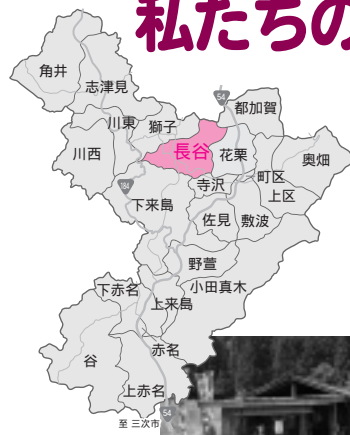 私たちの
角井
志津見
54
都加賀
川東
獅子
川西
長谷
花栗
奥畑
184
寺沢
町区
下来島
上区
佐見
敷波
野萱
下赤名
小田真木
上来島
谷
赤名
上赤名
54
至 三次市